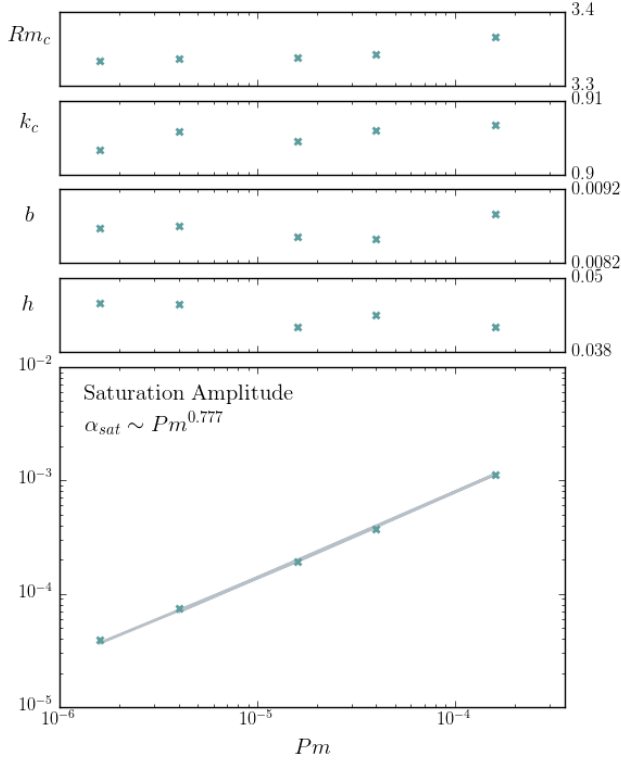 Rm_c
3.4
3.3
k_c
0.91
0.9
b
0.0092
0.0082
h
0.05
0.038
Saturation Amplitude
α_{sat} ∼ Pm^{0.777}
10^{-2}
10^{-3}
10^{-4}
10^{-5}
10^{-6} 10^{-5} 10^{-4}
Pm